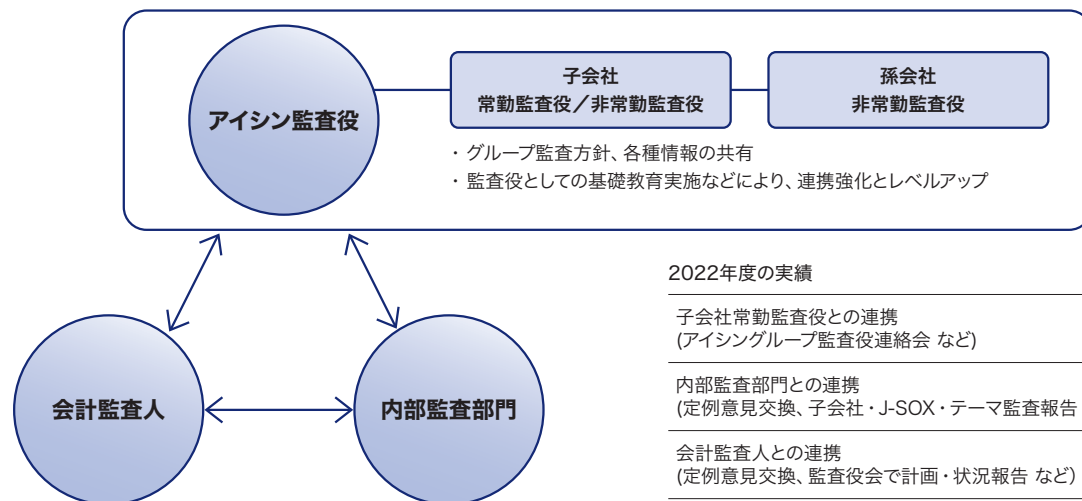 アイシン監査役
子会社
常勤監査役／非常勤監査役
孫会社
非常勤監査役
・ グループ監査方針、各種情報の共有
・ 監査役としての基礎教育実施などにより、連携強化とレベルアップ
会計監査人
内部監査部門
2022年度の実績
子会社常勤監査役との連携
(アイシングループ監査役連絡会 など)
内部監査部門との連携
(定例意見交換、子会社・J-SOX・テーマ監査報告
会計監査人との連携
(定例意見交換、監査役会で計画・状況報告 など)